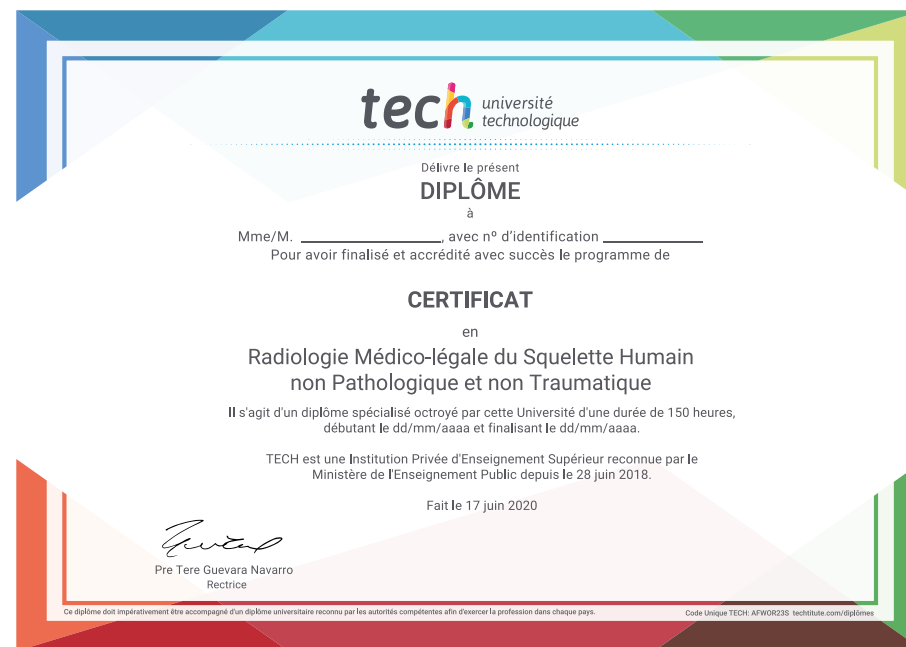 tech université
technologique
Délivre le présent
DIPLÔME
à
Mme/M. ____________________, avec nº d'identification ______________
Pour avoir finalisé et accrédité avec succès le programme de
CERTIFICAT
en
Radiologie Médico-légale du Squelette Humain
non Pathologique et non Traumatique
Il s'agit d'un diplôme spécialisé octroyé par cette Université d'une durée de 150 heures,
débutant le dd/mm/aaaa et finalisant le dd/mm/aaaa.
TECH est une Institution Privée d'Enseignement Supérieur reconnue par le
Ministère de l'Enseignement Public depuis le 28 juin 2018.
Fait le 17 juin 2020
Pre Tere Guevara Navarro
Rectrice
Ce diplôme doit impérativement être accompagné d'un diplôme universitaire reconnu par les autorités compétentes afin d'exercer la profession dans chaque pays.
Code Unique TECH: AFWOR23S techtitute.com/diplômes